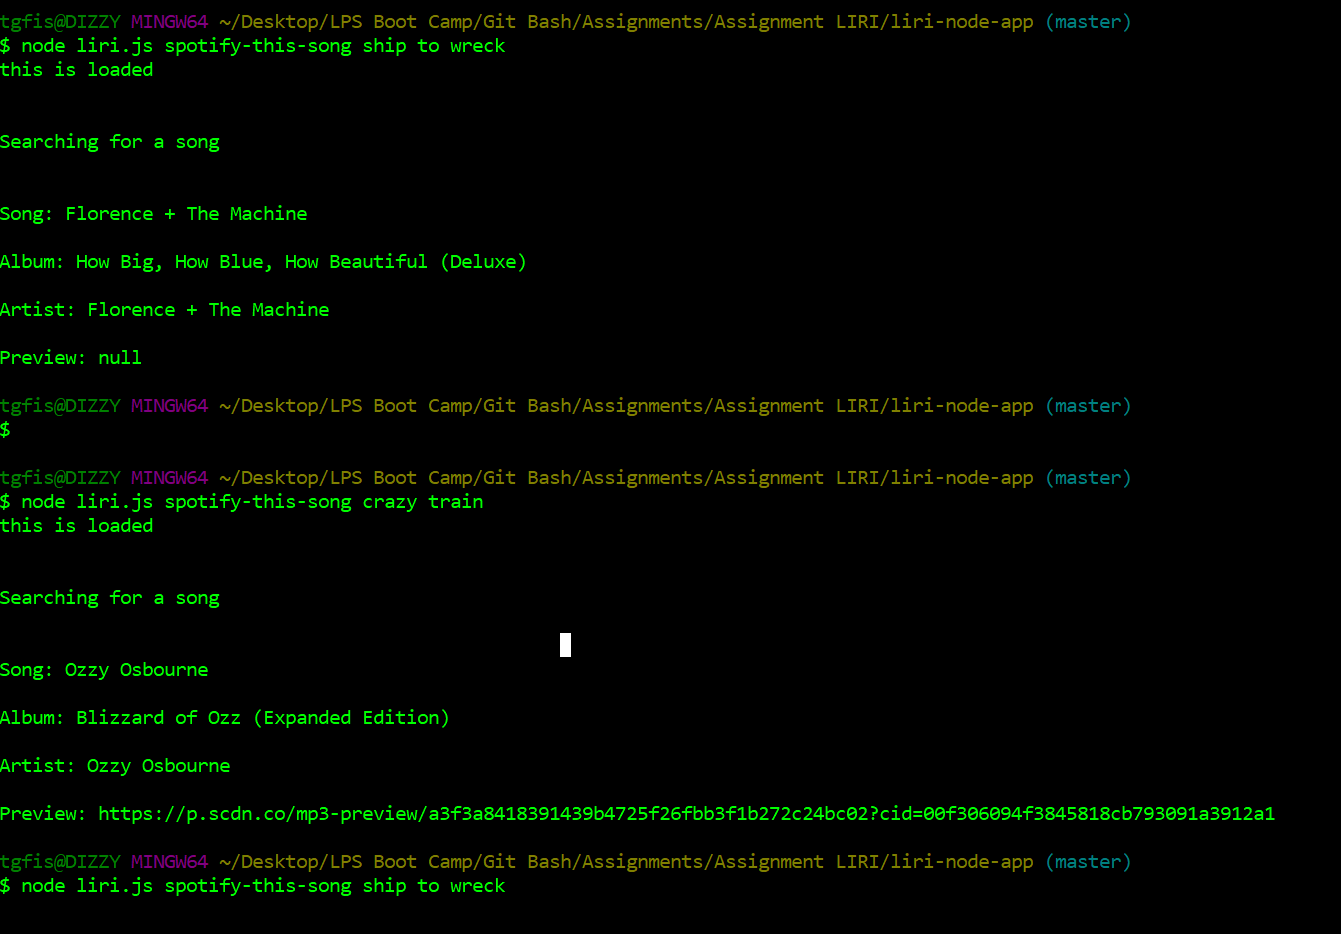 tgfis@DIZZY MINGW64 ~/Desktop/LPS Boot Camp/Git Bash/Assignments/Assignment LIRI/liri-node-app (master)
$ node liri.js spotify-this-song ship to wreck
this is loaded
Searching for a song
Song: Florence + The Machine
Album: How Big, How Blue, How Beautiful (Deluxe)
Artist: Florence + The Machine
Preview: null
tgfis@DIZZY MINGW64 ~/Desktop/LPS Boot Camp/Git Bash/Assignments/Assignment LIRI/liri-node-app (master)
$
tgfis@DIZZY MINGW64 ~/Desktop/LPS Boot Camp/Git Bash/Assignments/Assignment LIRI/liri-node-app (master)
$ node liri.js spotify-this-song crazy train
this is loaded
Searching for a song
Song: Ozzy Osbourne
Album: Blizzard of Ozz (Expanded Edition)
Artist: Ozzy Osbourne
Preview: https://p.scdn.co/mp3-preview/a3f3a8418391439b4725f26fbb3f1b272c24bc02?cid=00f306094f3845818cb793091a3912a1
tgfis@DIZZY MINGW64 ~/Desktop/LPS Boot Camp/Git Bash/Assignments/Assignment LIRI/liri-node-app (master)
$ node liri.js spotify-this-song ship to wreck